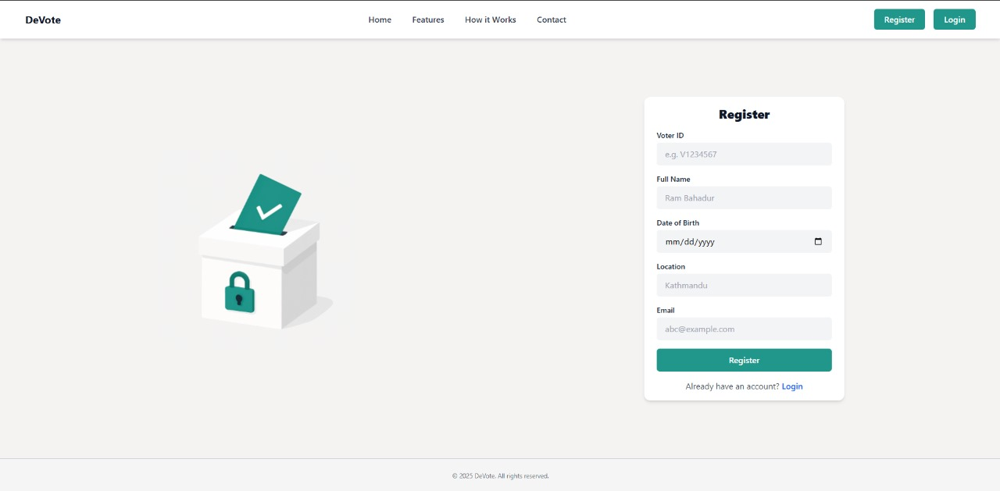 DeVote Home Features How it Works Contact Register Login
Register
Voter ID
e.g. V1234567
Full Name
Ram Bahadur
Date of Birth
mm/dd/yyyy
Location
Kathmandu
Email
abc@example.com
Register
Already have an account? Login
© 2025 DeVote. All rights reserved.